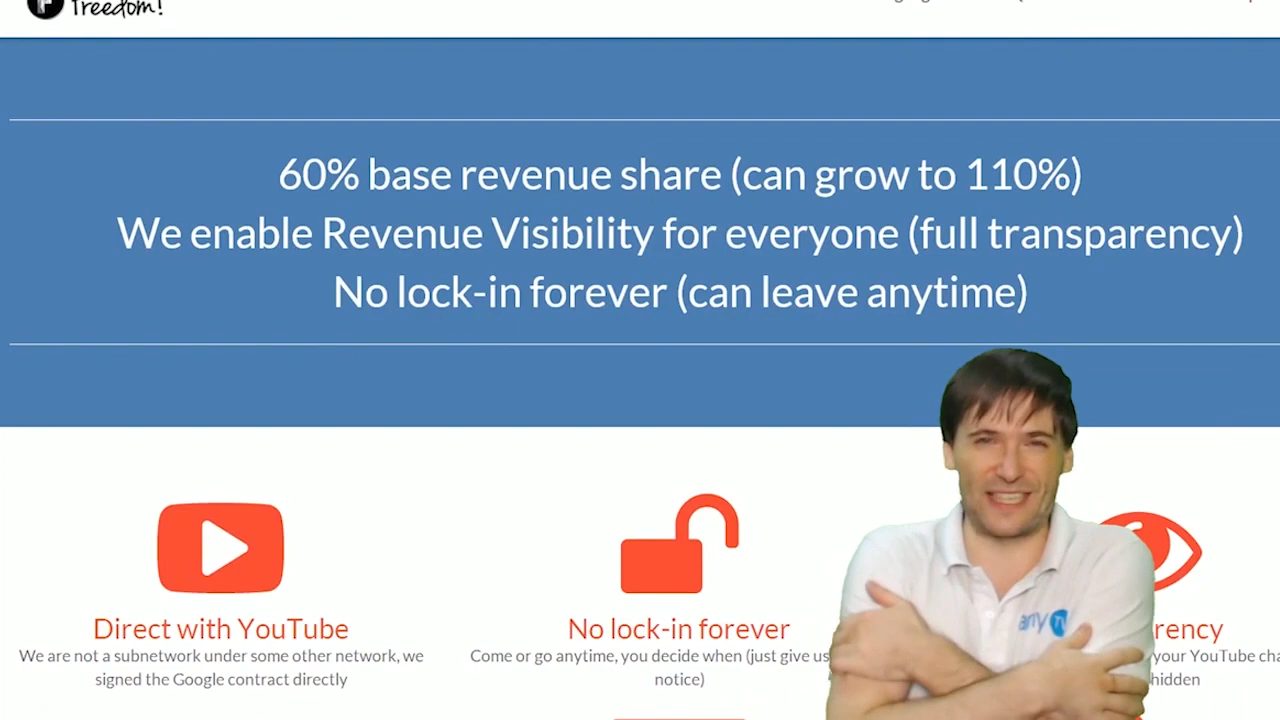 freedom!
60% base revenue share (can grow to 110%)
We enable Revenue Visibility for everyone (full transparency)
No lock-in forever (can leave anytime)
Direct with YouTube
We are not a subnetwork under some other network, we
signed the Google contract directly
No lock-in forever
Come or go anytime, you decide when (just give us
notice)
rency
your YouTube cha
hidden
any TV